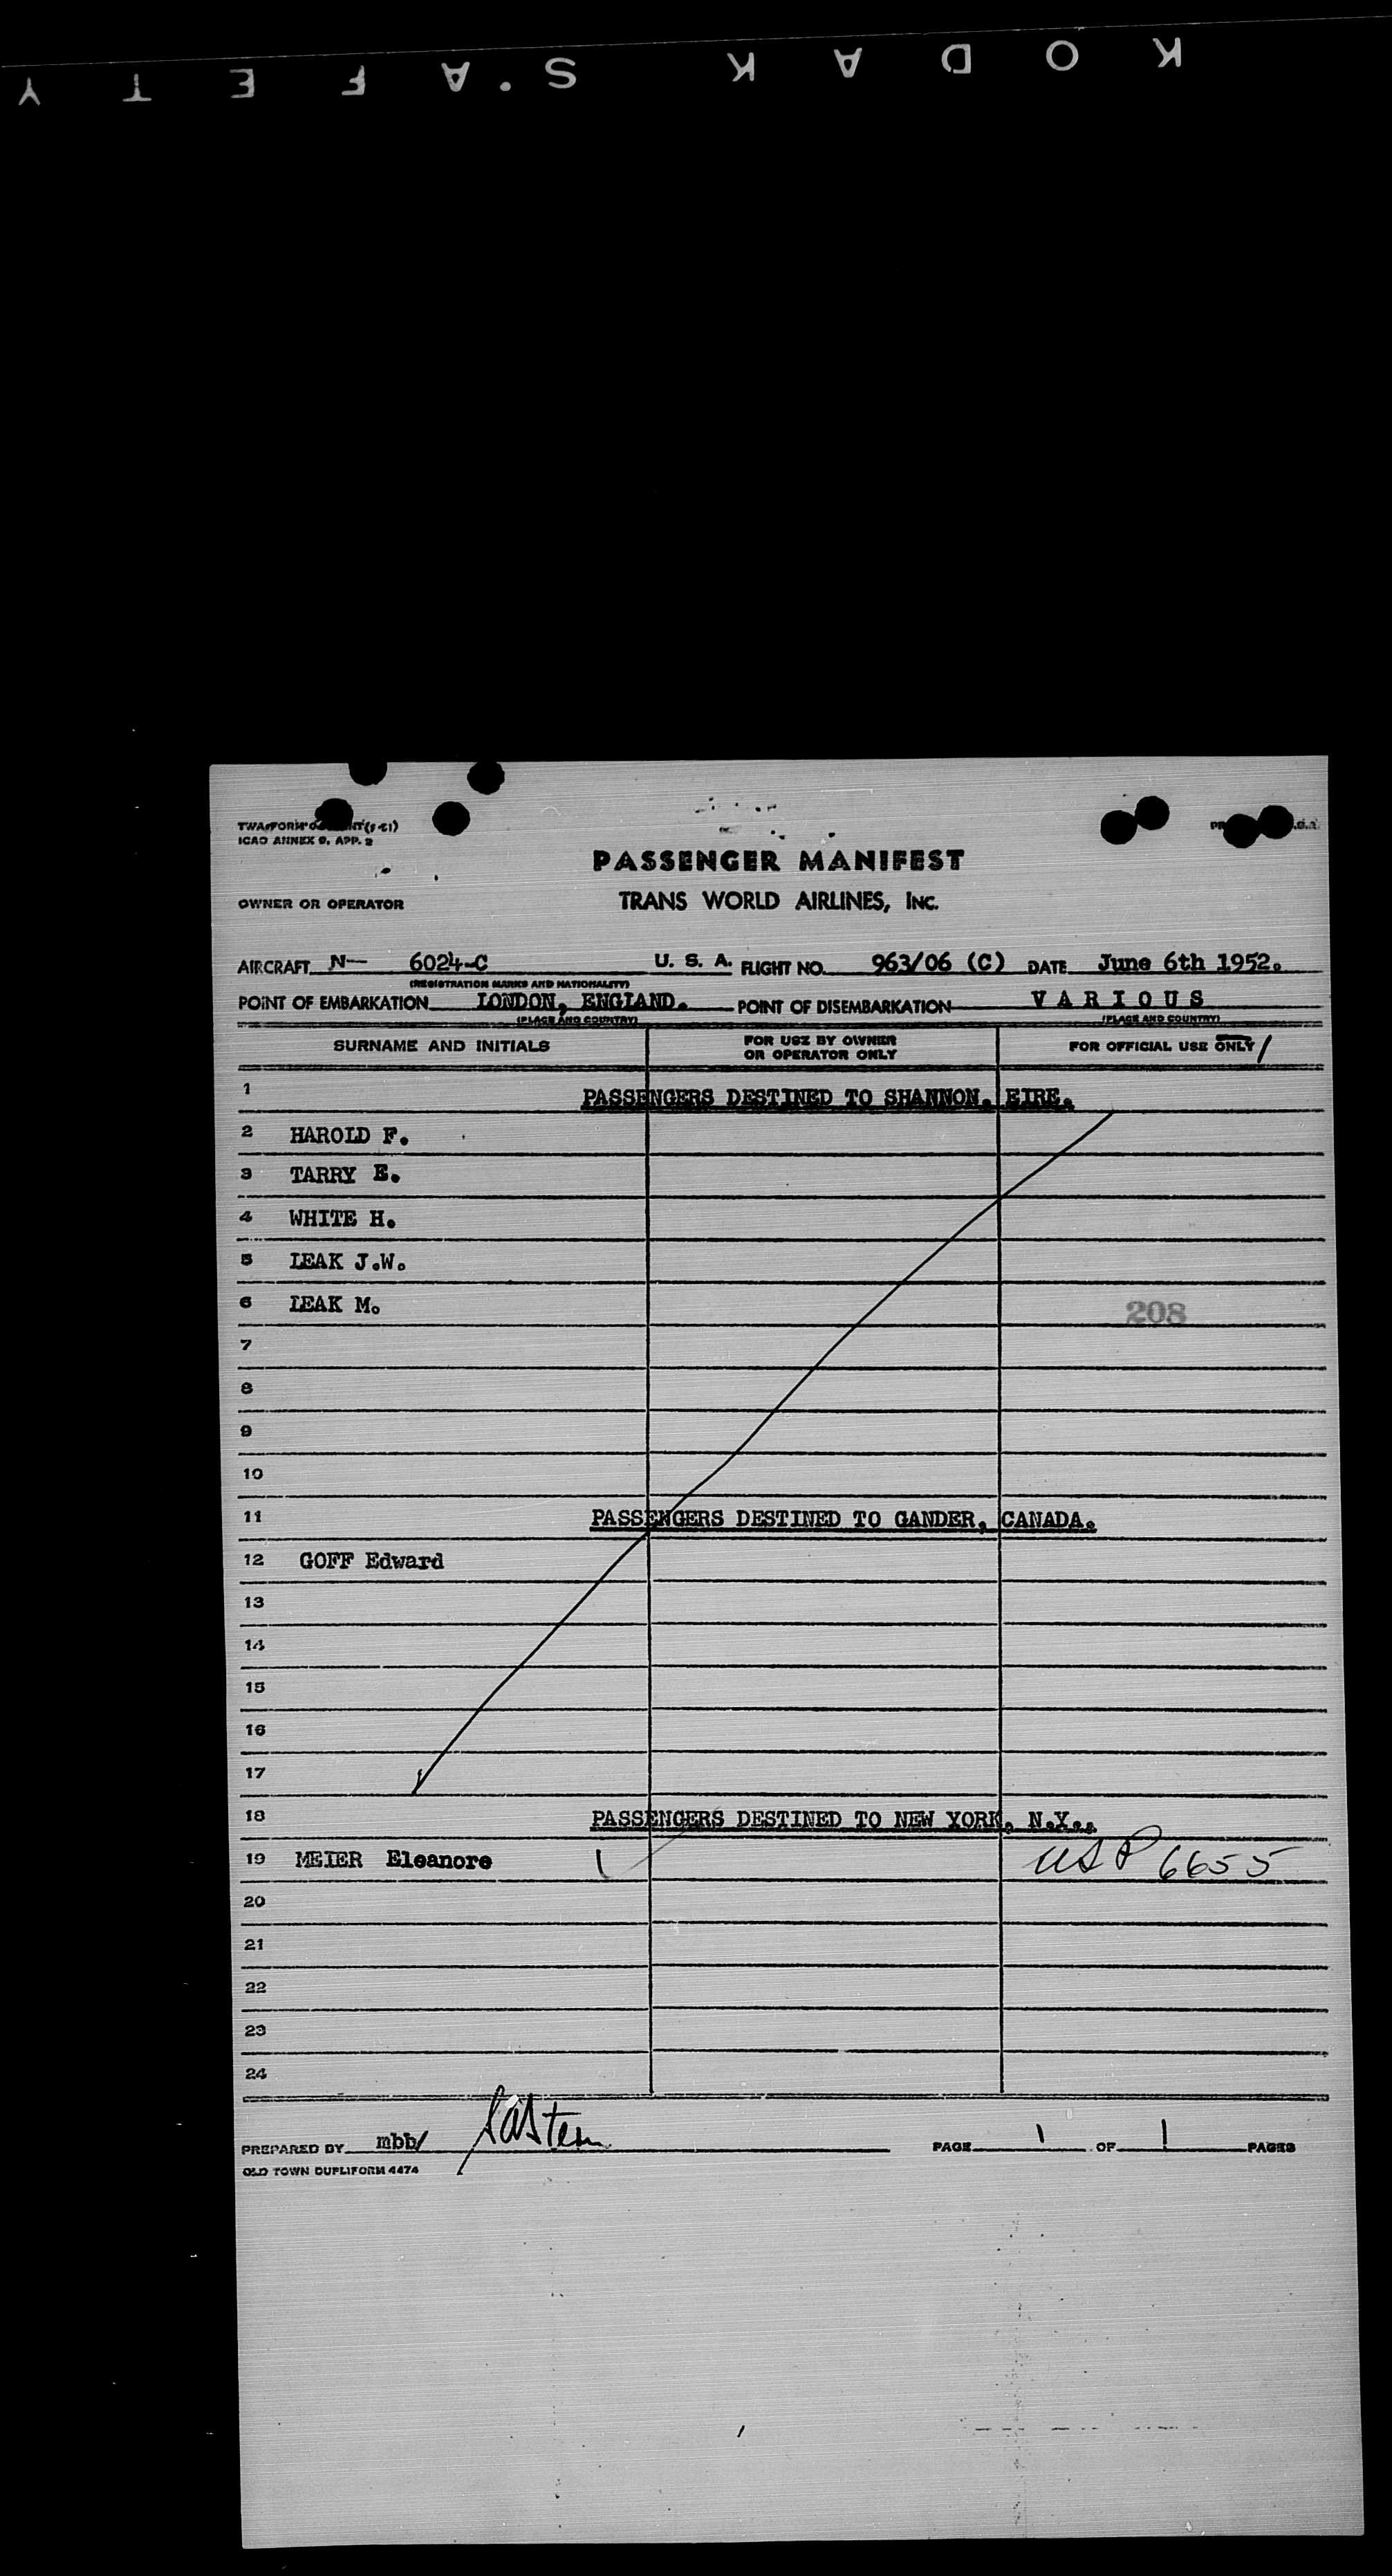 KODAK S.AFETY
TWA FORM
ICAO ANNEX 9, APP. 2
PASSENGER MANIFEST
OWNER OR OPERATOR TRANS WORLD AIRLINES, INC.
AIRCRAFT N— 6024-C U. S. A. FLIGHT NO. 963/06 (C) DATE June 6th 1952.
(REGISTRATION MARKS AND NATIONALITY)
POINT OF EMBARKATION LONDON, ENGLAND. POINT OF DISEMBARKATION V A R I O U S
(PLACE AND COUNTRY) (PLACE AND COUNTRY)
SURNAME AND INITIALS FOR USE BY OWNER OR OPERATOR ONLY FOR OFFICIAL USE ONLY
1 PASSENGERS DESTINED TO SHANNON, EIRE.
2 HAROLD F.
3 TARRY E.
4 WHITE H.
5 LEAK J.W.
6 LEAK M. 208
7
8
9
10
11 PASSENGERS DESTINED TO GANDER, CANADA.
12 GOFF Edward
13
14
15
16
17
18 PASSENGERS DESTINED TO NEW YORK, N.Y..
19 MEIER Eleanore 1 USP 6655
20
21
22
23
24
PREPARED BY mbb/ PAGE 1 OF 1 PAGES
OLD TOWN DUPLIFORM 4474